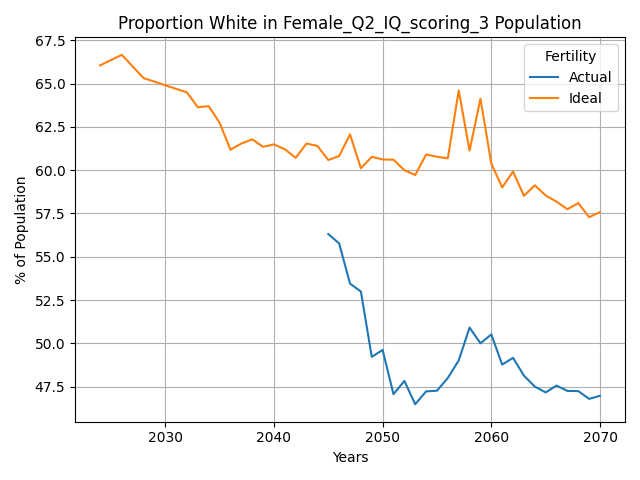 Proportion White in Female_Q2_IQ_scoring_3 Population
67.5
65.0
62.5
60.0
57.5
55.0
52.5
50.0
47.5
% of Population
Fertility
Actual
Ideal
2030
2040
2050
2060
2070
Years